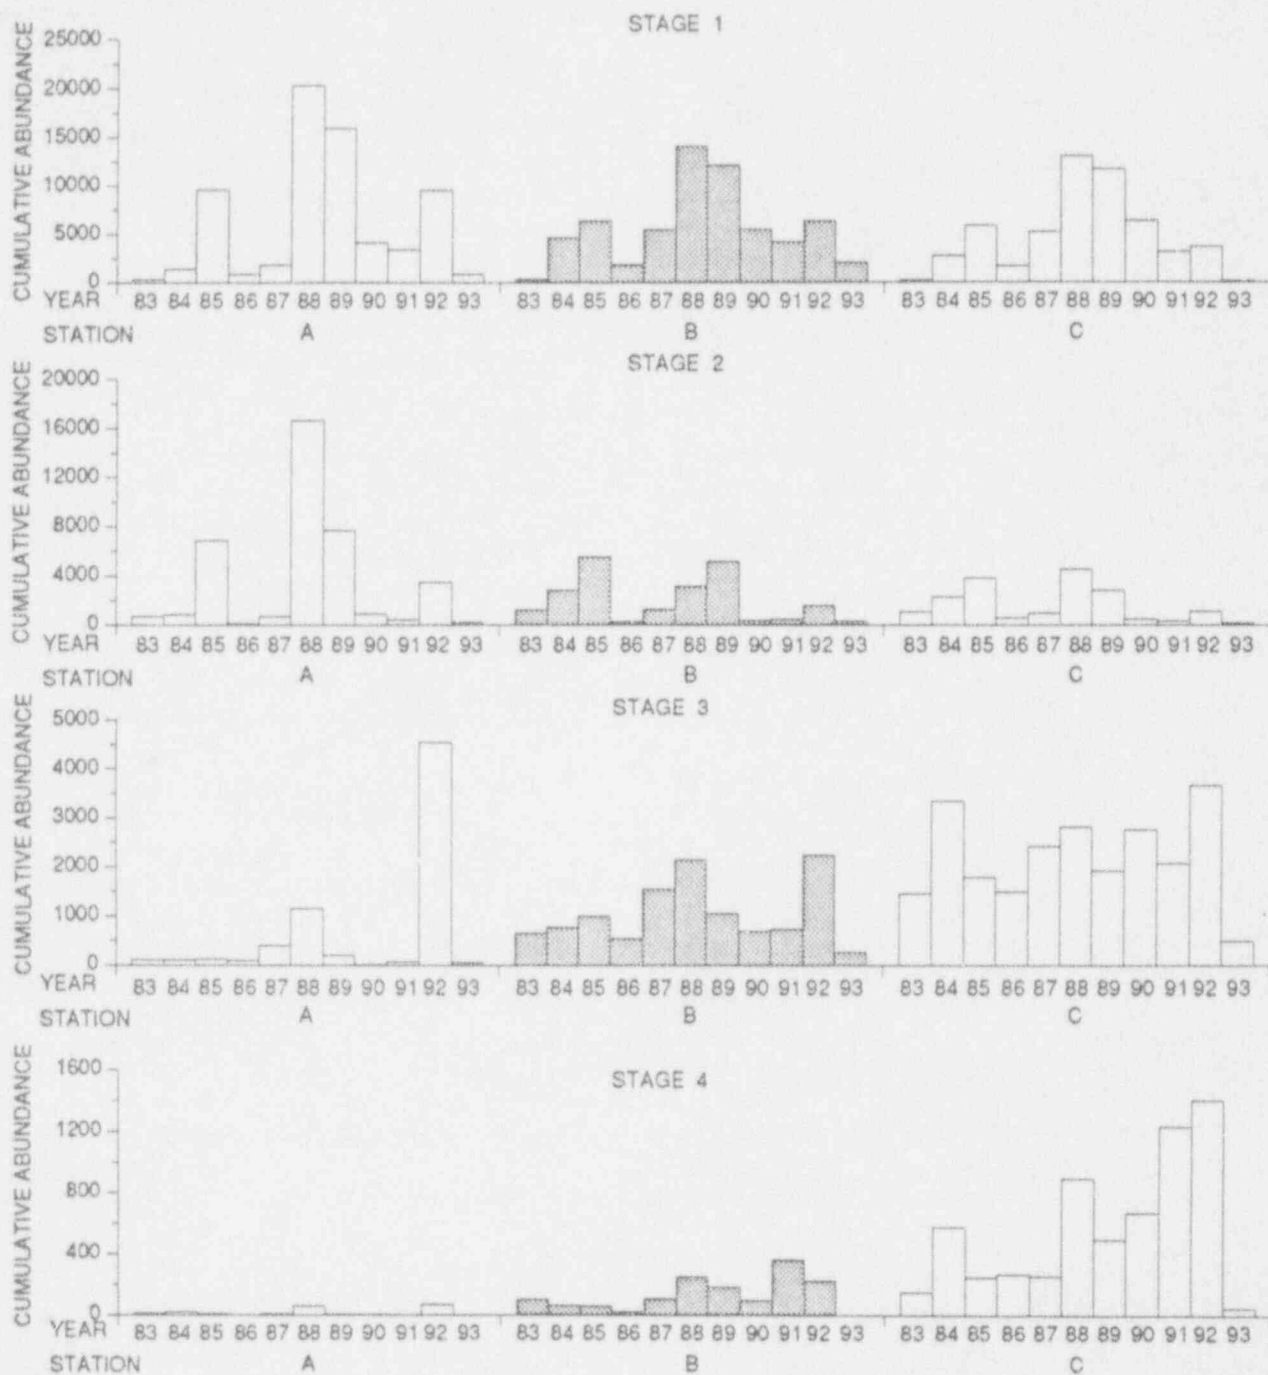 STAGE 1
CUMULATIVE ABUNDANCE
25000
20000
15000
10000
5000
0
YEAR 83 84 85 86 87 88 89 90 91 92 93 83 84 85 86 87 88 89 90 91 92 93 83 84 85 86 87 88 89 90 91 92 93
STATION A B C
STAGE 2
CUMULATIVE ABUNDANCE
20000
16000
12000
8000
4000
0
YEAR 83 84 85 86 87 88 89 90 91 92 93 83 84 85 86 87 88 89 90 91 92 93 83 84 85 86 87 88 89 90 91 92 93
STATION A B C
STAGE 3
CUMULATIVE ABUNDANCE
5000
4000
3000
2000
1000
0
YEAR 83 84 85 86 87 88 89 90 91 92 93 83 84 85 86 87 88 89 90 91 92 93 83 84 85 86 87 88 89 90 91 92 93
STATION A B C
STAGE 4
CUMULATIVE ABUNDANCE
1600
1200
800
400
0
YEAR 83 84 85 86 87 88 89 90 91 92 93 83 84 85 86 87 88 89 90 91 92 93 83 84 85 86 87 88 89 90 91 92 93
STATION A B C